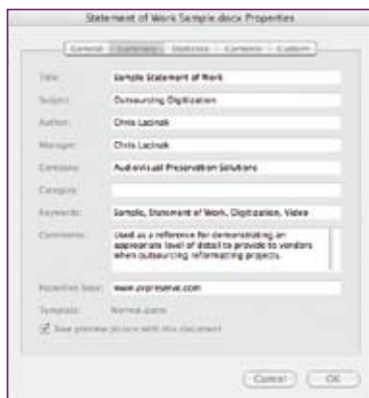 Statement of Work Sample.docx Properties
General Summary Statistics Contents Custom
Title: Sample Statement of Work
Subject: Outsourcing Digitization
Author: Chris Lacinak
Manager: Chris Lacinak
Company: AudioVisual Preservation Solutions
Category:
Keywords: Sample, Statement of Work, Digitization, Video
Comments: Used as a reference for demonstrating an
appropriate level of detail to provide to vendors
when outsourcing reformatting projects.
Hyperlink base: www.avpreserve.com
Template: Normal.dotm
Save preview picture with this document
Cancel OK